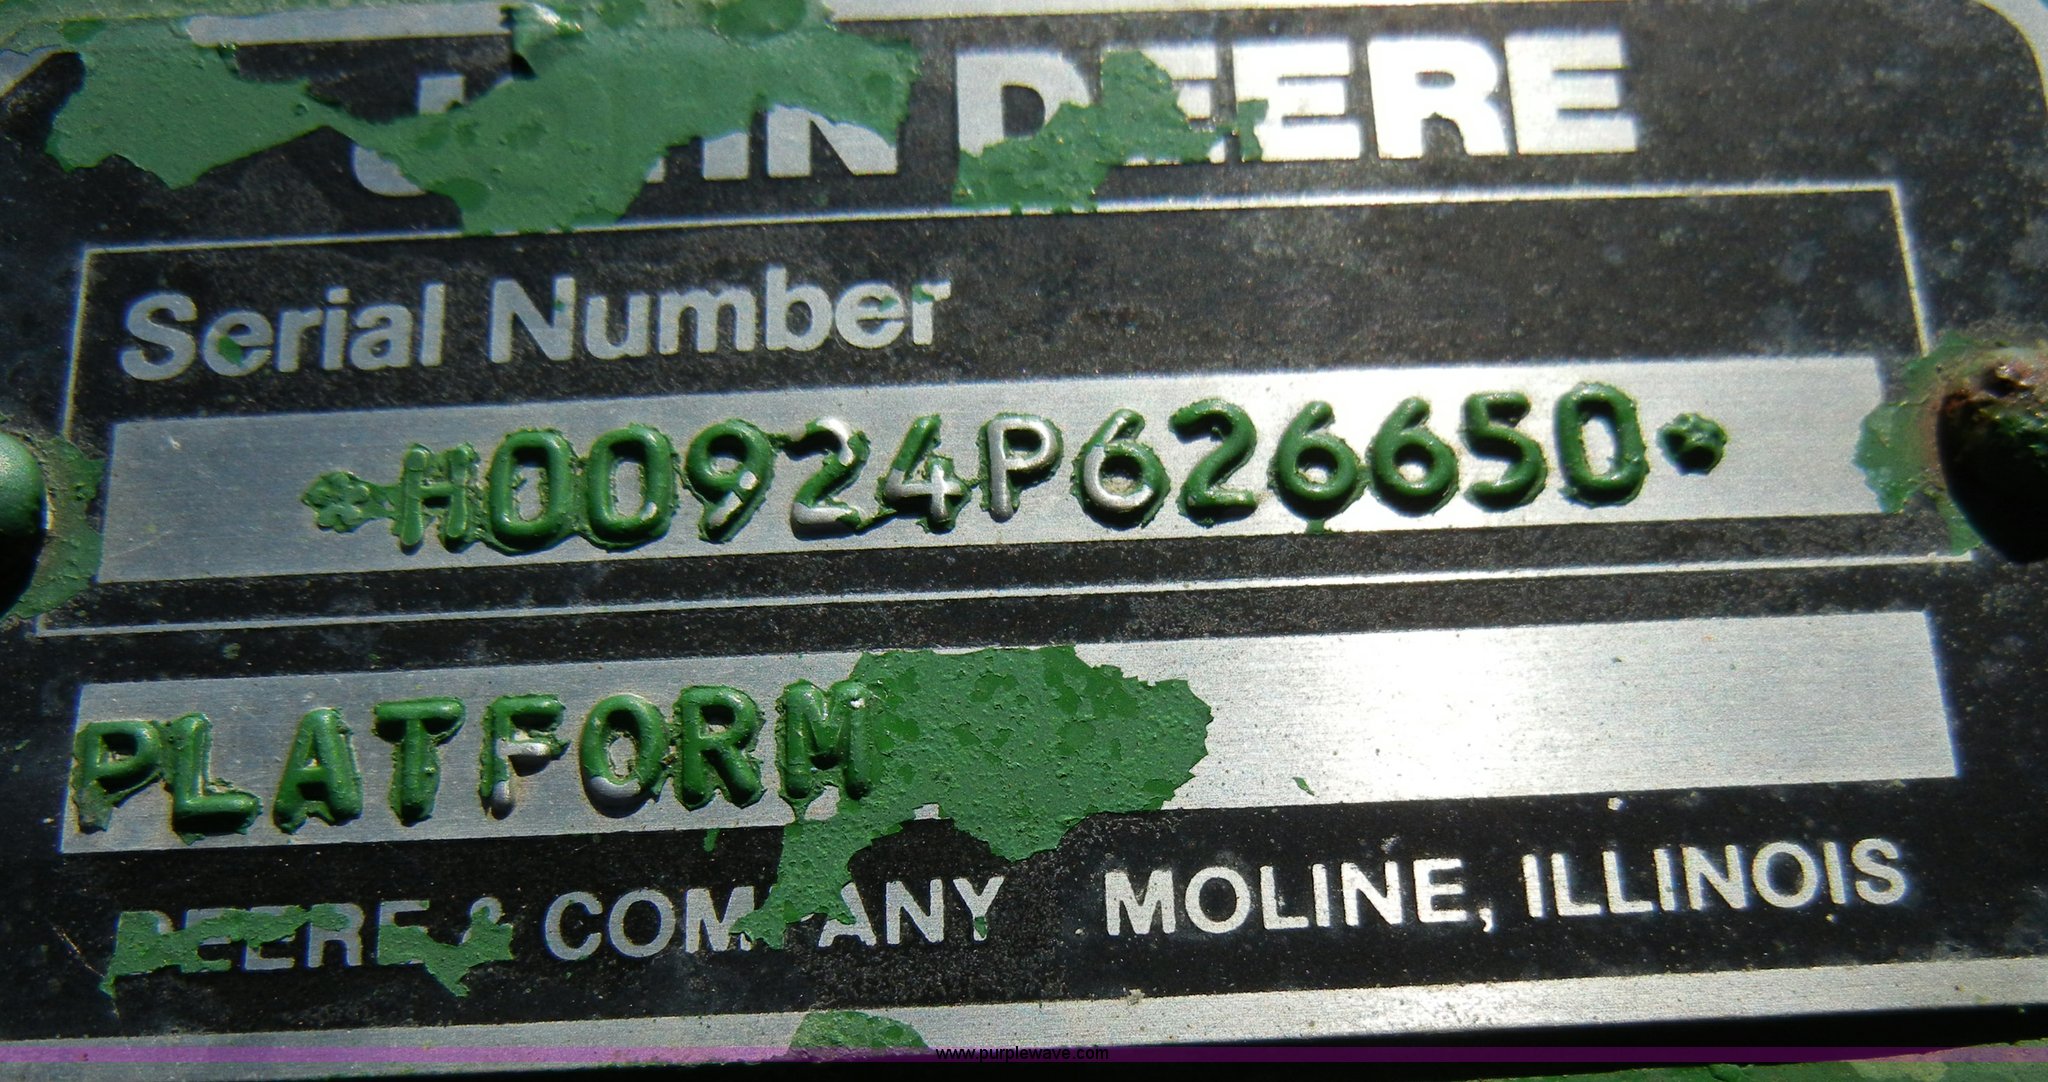 JOHN DEERE
Serial Number
*H00924P626650*
PLATFORM
DEERE & COMPANY MOLINE, ILLINOIS
www.purplewave.com